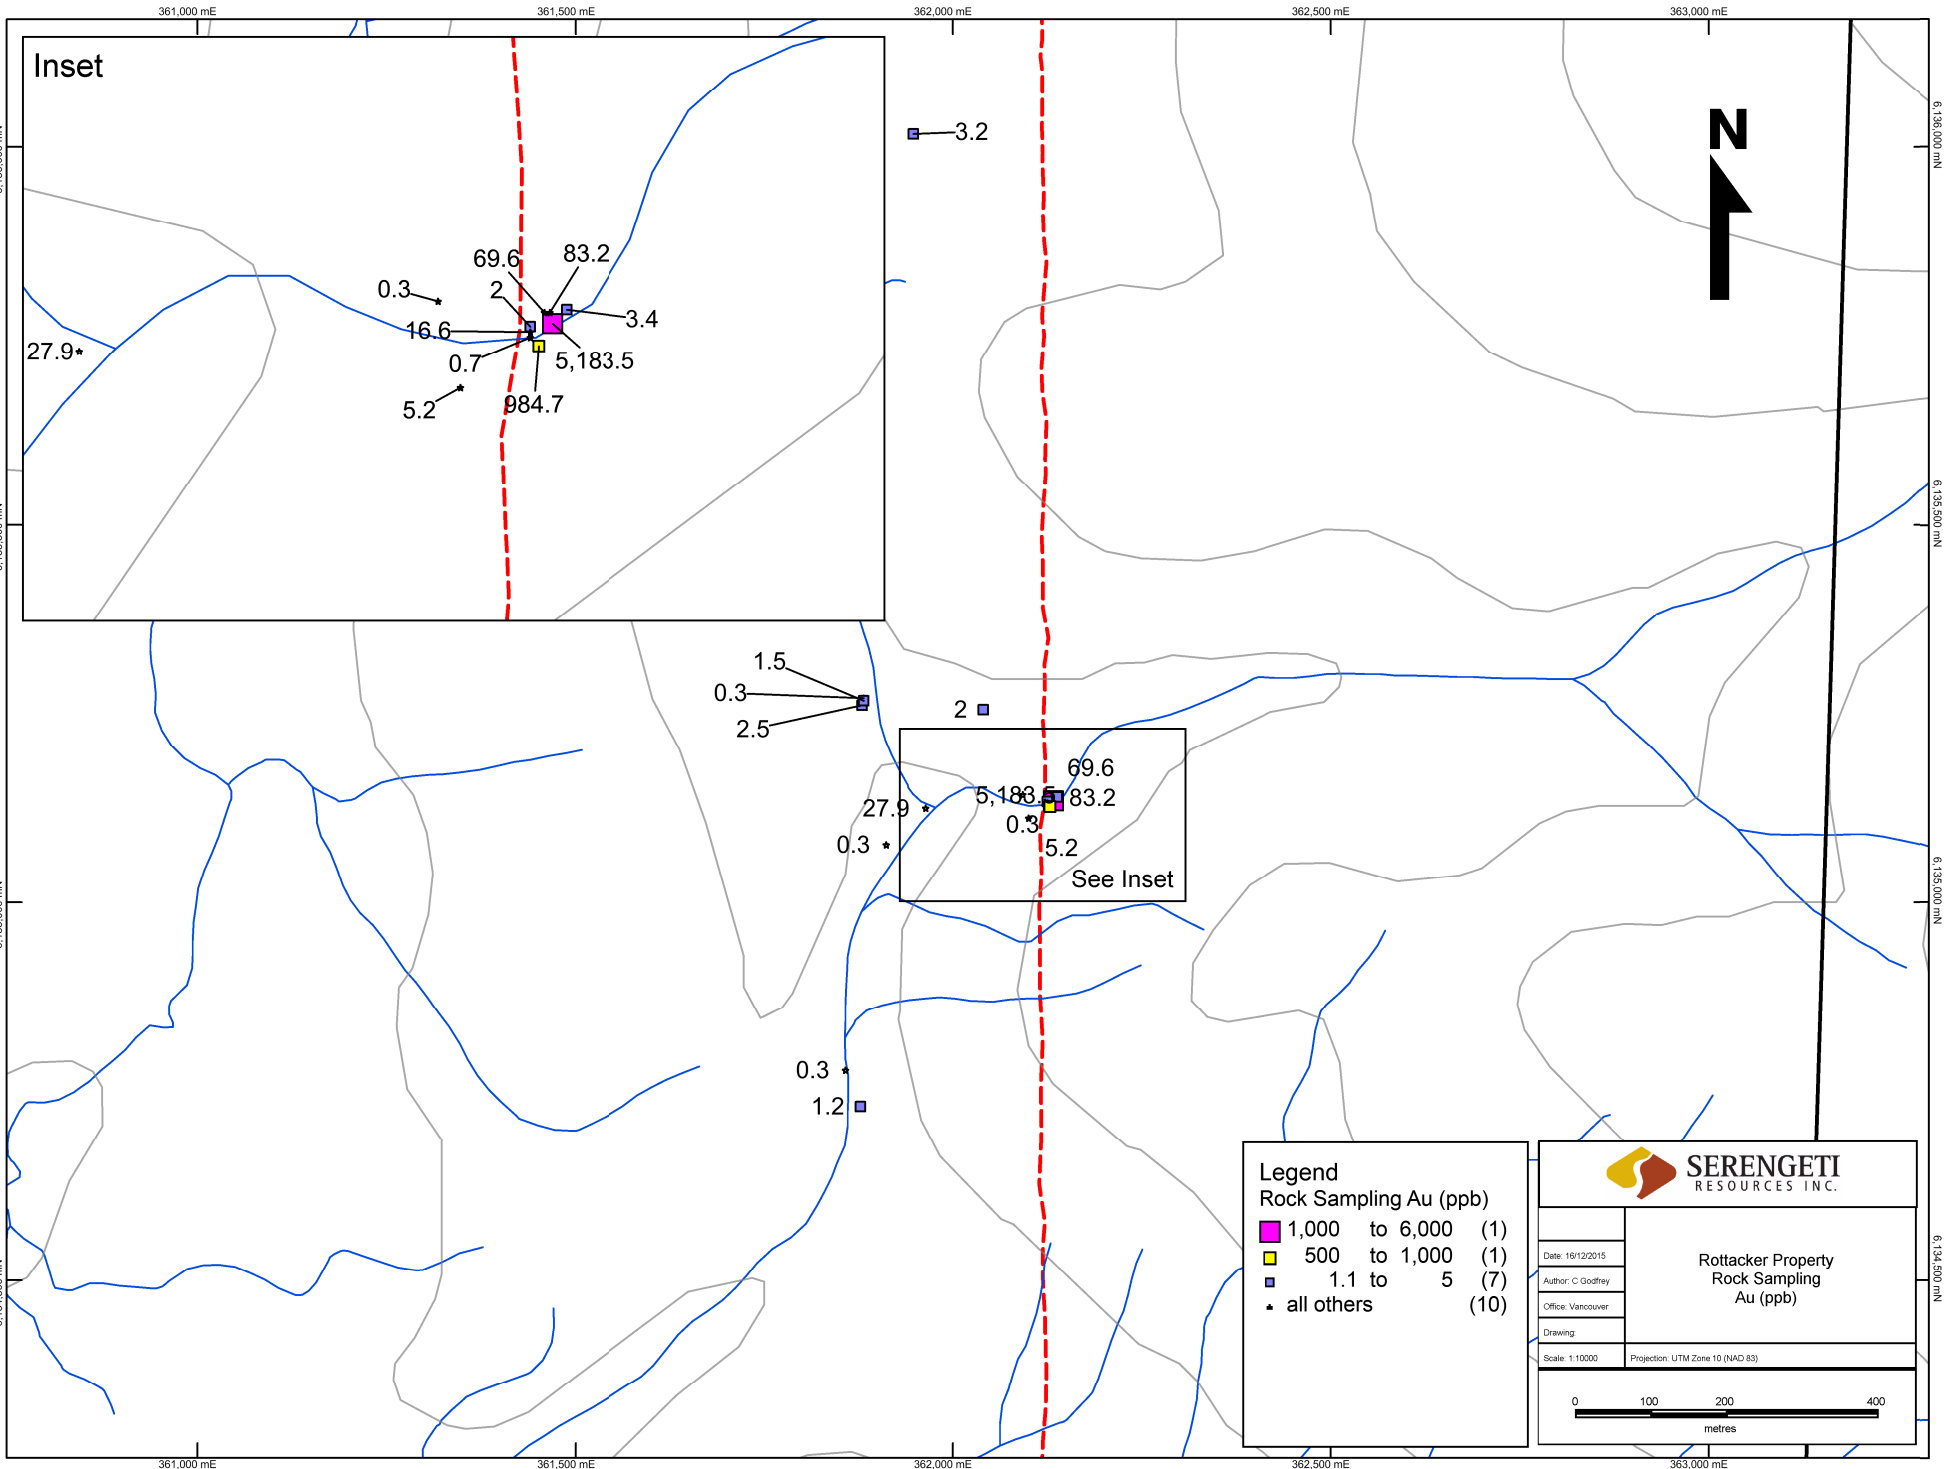 361,000 mE
361,500 mE
362,000 mE
362,500 mE
363,000 mE
Inset
3.2
N
6,136,000 mN
69.6
83.2
0.3
2
3.4
16.6
27.9
0.7
5,183.5
5.2
984.7
6,135,500 mN
1.5
0.3
2.5
2
69.6
5,183.5
83.2
27.9
0.3
0.3
5.2
See Inset
6,135,000 mN
0.3
1.2
Legend
Rock Sampling Au (ppb)
1,000 to 6,000 (1)
500 to 1,000 (1)
1.1 to 5 (7)
all others (10)
SERENGETI
RESOURCES INC.
Date: 16/12/2015
Author: C Godfrey
Office: Vancouver
Drawing:
Scale: 1:10000
Rottacker Property
Rock Sampling
Au (ppb)
Projection: UTM Zone 10 (NAD 83)
0 100 200 400
metres
6,134,500 mN
361,000 mE
361,500 mE
362,000 mE
362,500 mE
363,000 mE